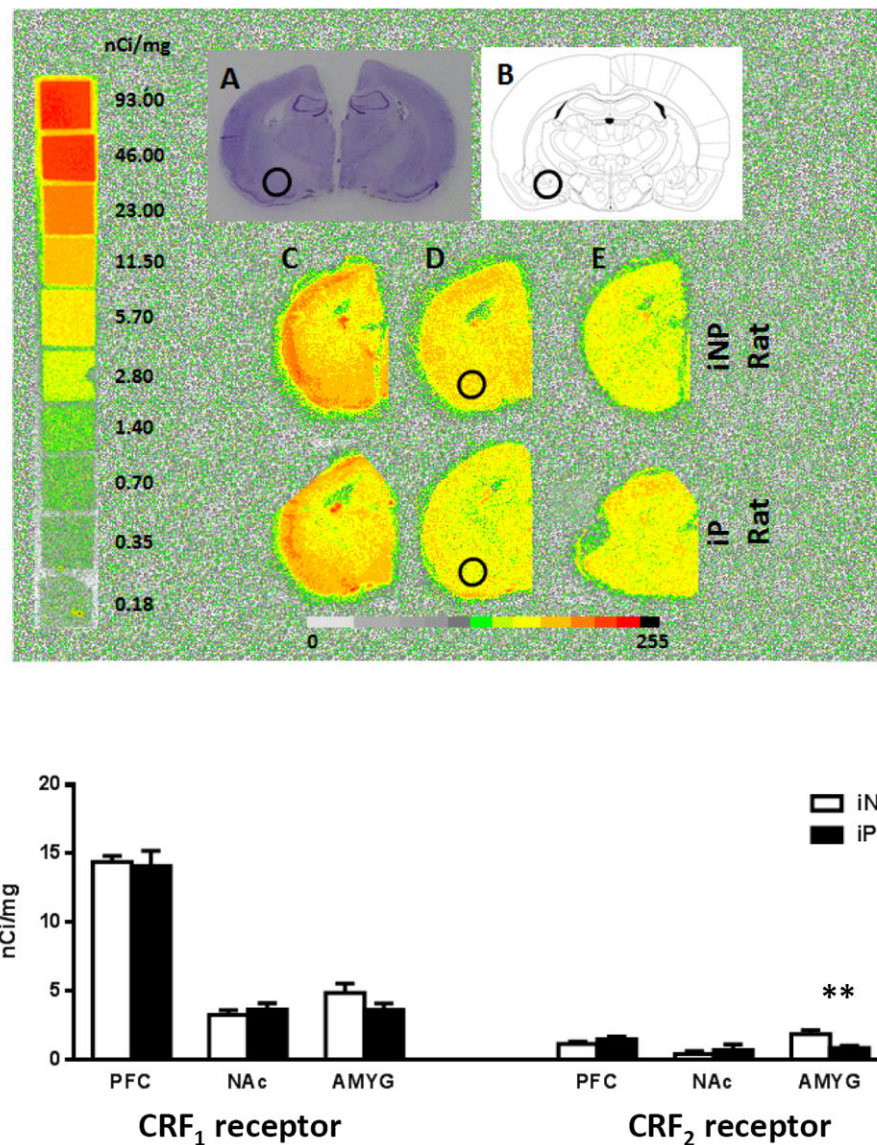 nCi/mg
93.00
46.00
23.00
11.50
5.70
2.80
1.40
0.70
0.35
0.18
A
B
C
D
E
iNP
Rat
iP
Rat
0
255
20
15
10
5
0
nCi/mg
iN
iP
**
PFC
NAc
AMYG
PFC
NAc
AMYG
CRF₁ receptor
CRF₂ receptor